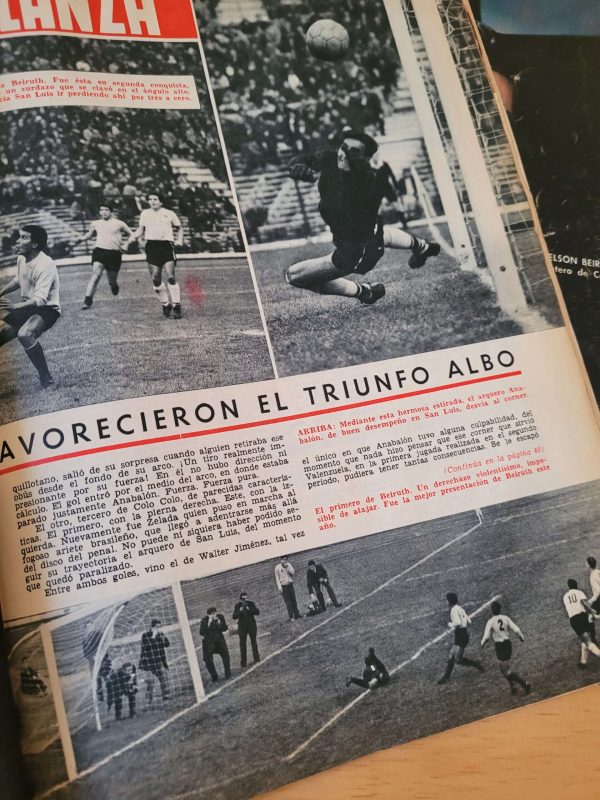 LANZA
de Beiruth. Fue ésta su segunda conquista,
un zurdazo que se clavó en el ángulo alto.
cia San Luis ir perdiendo ahí por tres a cero.
ELSON BEIR
tero de C
AVORECIERON EL TRIUNFO ALBO
quillotano, salió de su sorpresa cuando alguien retiraba ese
obús desde el fondo de su arco. ¡Un tiro realmente im-
presionante por su fuerza! En él no hubo dirección ni
cálculo. El gol entró por el medio del arco, en donde estaba
parado justamente Anabalón. Fuerza. Fuerza pura.
El otro, tercero de Colo Colo, de parecidas caracterís-
ticas. El primero, con la pierna derecha. Este, con la iz-
quierda. Nuevamente fue Zelada quien puso en marcha al
fogoso ariete brasileño, que llegó a adentrarse más allá
del disco del penal. No puede ni siquiera haber podido se-
guir su trayectoria el arquero de San Luis, del momento
que quedó paralizado.
Entre ambos goles, vino el de Walter Jiménez, tal vez
ARRIBA: Mediante esta hermosa estirada, el arquero Ana-
balón, de buen desempeño en San Luis, desvía al corner.
el único en que Anabalón tuvo alguna culpabilidad, del
momento que nada hizo pensar que ese corner que sirvió
Valenzuela, en la primera jugada realizada en el segundo
período, pudiera tener tantas consecuencias. Se le escapó
(Continúa en la página 40)
El primero de Beiruth. Un derechazo violentísimo, impo-
sible de atajar. Fue la mejor presentación de Beiruth este
año.
10
2